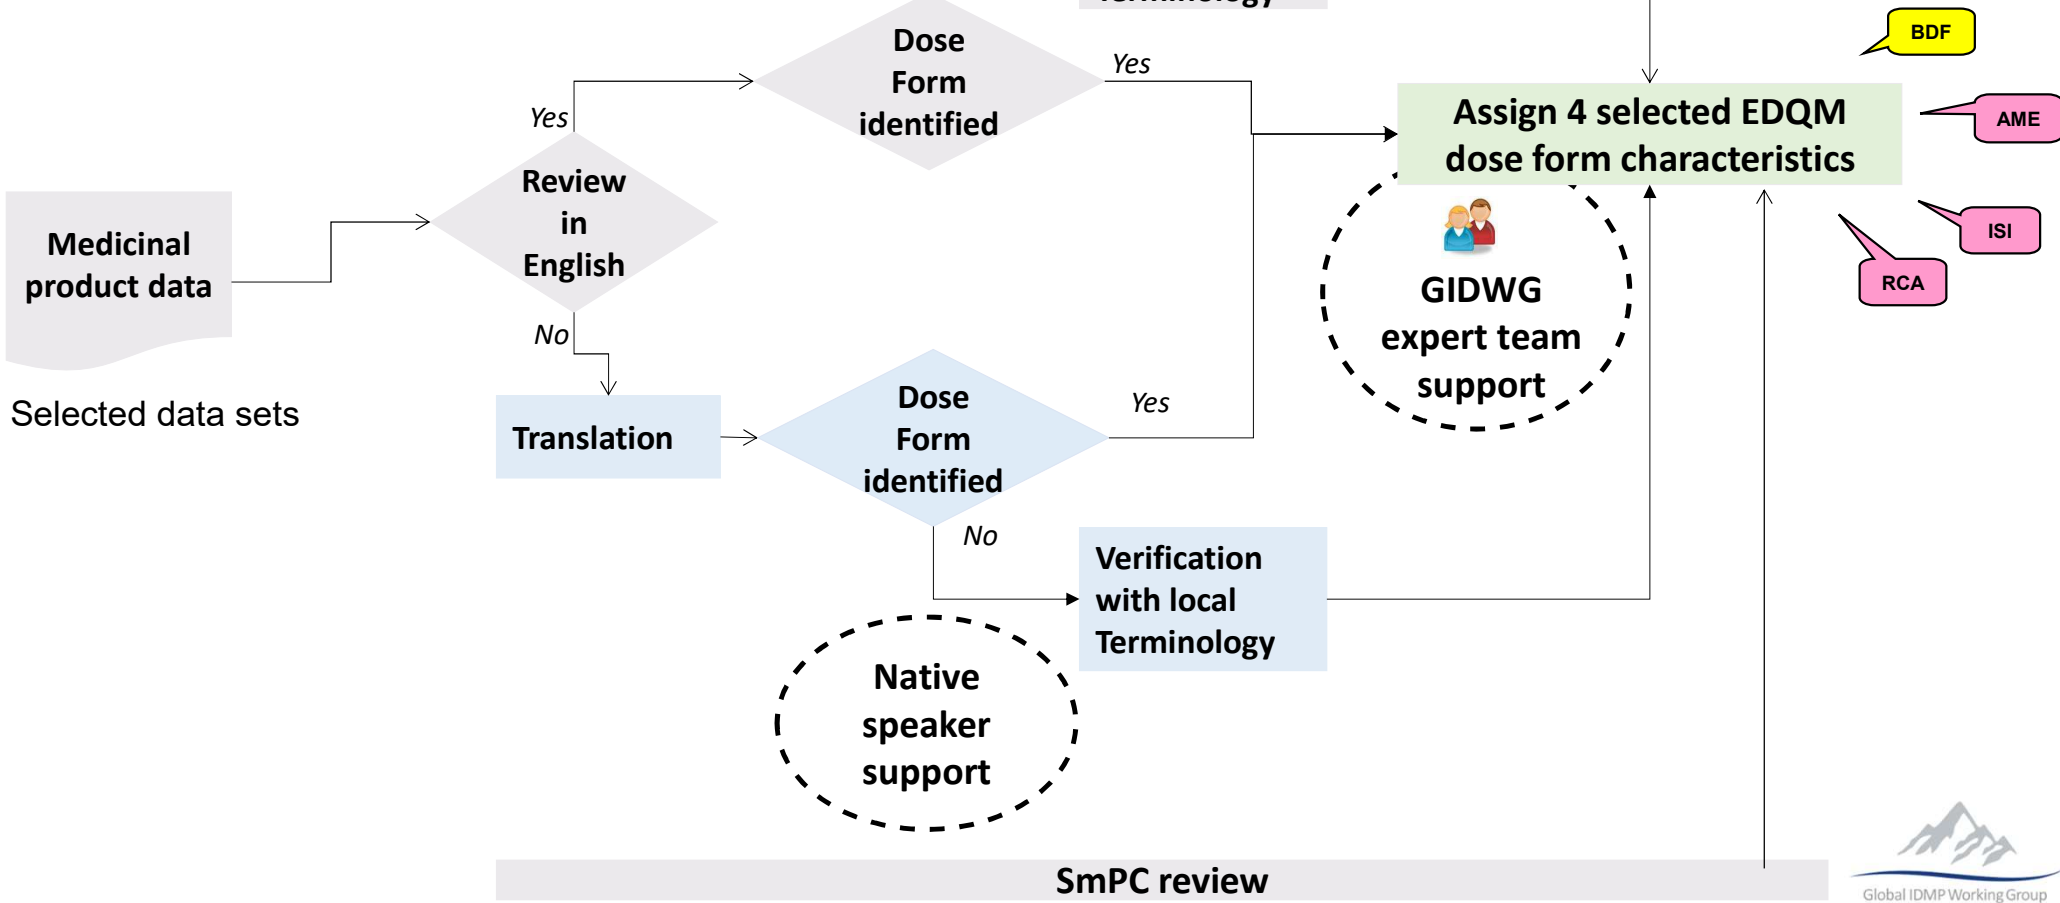 Terminology
Dose
Form
identified
Yes
BDF
Assign 4 selected EDQM
dose form characteristics
AME
Yes
Review
in
English
Medicinal
product data
ISI
RCA
GIDWG
expert team
support
No
Selected data sets
Translation
Dose
Form
identified
Yes
No
Verification
with local
Terminology
Native
speaker
support
SmPC review
Global IDMP Working Group